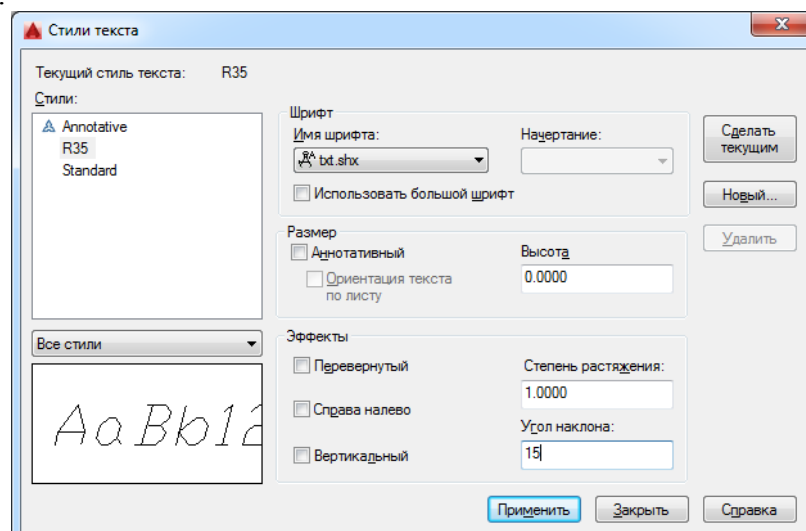 Стили текста
Текущий стиль текста: R35
Стили:
Annotative
R35
Standard
Все стили
AaBb12
Шрифт
Имя шрифта:
txt.shx
Начертание:
Использовать большой шрифт
Размер
Аннотативный
Ориентация текста
по листу
Высота
0.0000
Эффекты
Перевернутый
Справа налево
Вертикальный
Степень растяжения:
1.0000
Угол наклона:
15
Сделать
текущим
Новый...
Удалить
Применить
Закрыть
Справка